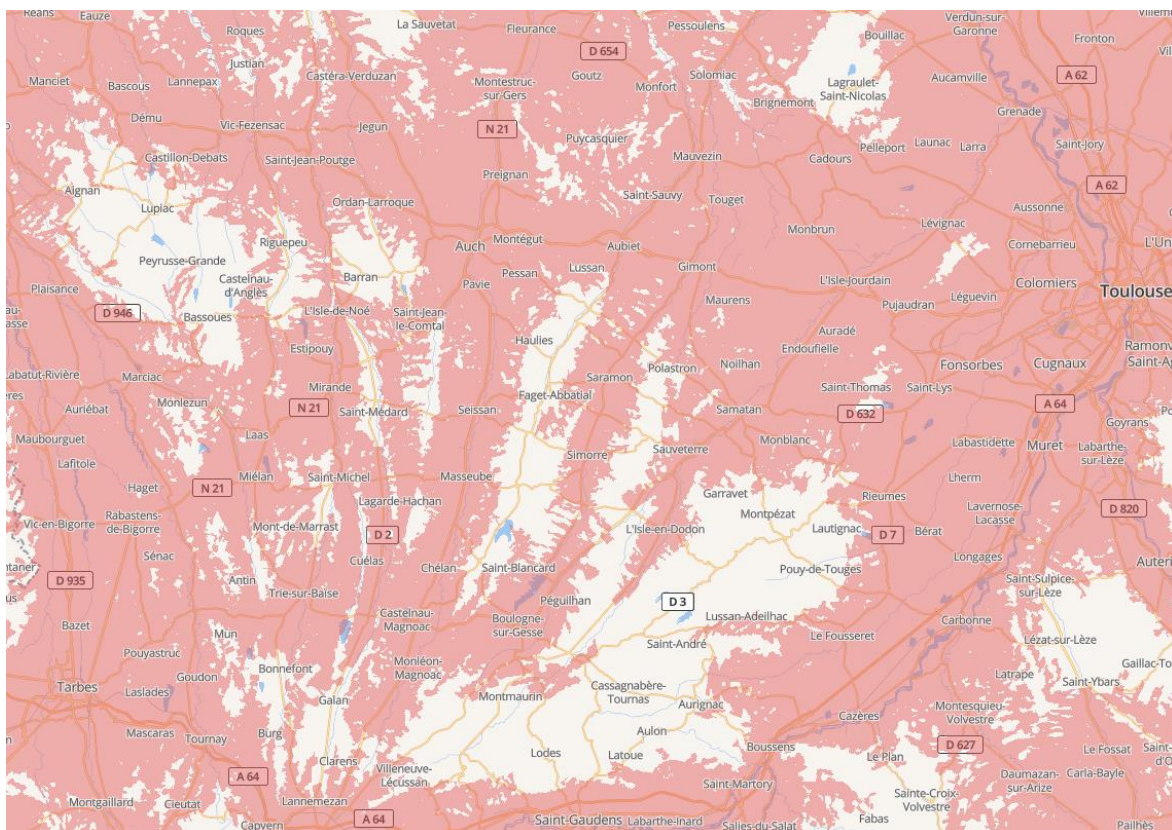 Réans
Eauze
La Sauvetat
Fleurance
Pessoulens
Verdun-sur-
Garonne
Roques
Justian
D 654
Bouillac
Fronton
Manciet
Bascous
Lannepax
Castéra-Verduzan
Montestruc-
sur-Gers
Goutz
Monfort
Solomiac
Lagraulet-
Saint-Nicolas
Aucamville
A 62
Brignemont
Grenade
Dému
Vic-Fezensac
Jegun
N 21
Puycasquier
Castillon-Debats
Saint-Jean-Poutge
Mauvezin
Cadours
Pelleport
Launac
Larra
Saint-Jory
Preignan
Aignan
Lupiac
Ordan-Larroque
Saint-Sauvy
Touget
A 62
Aussonne
Riguepeu
Auch
Montégut
Aubiet
Monbrun
Lévignac
Cornebarrieu
L'Un
Peyrusse-Grande
Castelnau-
d'Anglès
Barran
Pavie
Pessan
Lussan
Gimont
L'Isle-Jourdain
Léguevin
Colomiers
Toulouse
Plaisance
D 946
Bassoues
L'Isle-de-Noé
Saint-Jean-
le-Comtal
Maurens
Pujaudran
Estipouy
Haulies
Auradé
Endoufielle
Ramonv
Saint-Ag
Labatut-Rivière
Marciac
Mirande
Saramon
Polastron
Noilhan
Fonsorbes
Cugnaux
Auriébat
Monlezun
N 21
Saint-Médard
Seissan
Faget-Abbatial
Samatan
Saint-Thomas
Saint-Lys
D 632
A 64
Goyrans
Maubourguet
Laas
Monblanc
Labastidette
Muret
Labarthe-
sur-Lèze
Lafitole
Miélan
Saint-Michel
Masseube
Simorre
Sauveterre
Lherm
Haget
N 21
Lagarde-Hachan
Garravet
Montpézat
Rieumes
Lavernose-
Lacasse
D 820
Vic-en-Bigorre
Rabastens-
de-Bigorre
Mont-de-Marrast
D 2
L'Isle-en-Dodon
Lautignac
D 7
Bérat
Sénac
Cuélas
Chélan
Saint-Blancard
Pouy-de-Touges
Longages
Auteri
D 935
Antin
Trie-sur-Baïse
Péguilhan
D 3
Saint-Sulpice-
sur-Lèze
Bazet
Castelnau-
Magnoac
Boulogne-
sur-Gesse
Lussan-Adeilhac
Carbonne
Mun
Saint-André
Le Fousseret
Lézat-sur-Lèze
Pouyastruc
Bonnefont
Monléon-
Magnoac
Gaillac-To
Tarbes
Laslades
Goudon
Galan
Montmaurin
Cassagnabère-
Tournas
Aurignac
Latrape
Saint-Ybars
Mascaras
Tournay
Burg
Aulon
Cazères
Montesquieu-
Volvestre
Clarens
Villeneuve-
Lécussan
Lodes
Latoue
Boussens
Le Plan
D 627
Le Fossat
A 64
Saint-Martory
Daumazan-
sur-Arize
Carla-Bayle
Montgaillard
Cieutat
Lannemezan
Sainte-Croix-
Volvestre
Capvern
A 64
Saint-Gaudens
Labarthe-Inard
Salies-du-Salat
Fabas
Pailhès